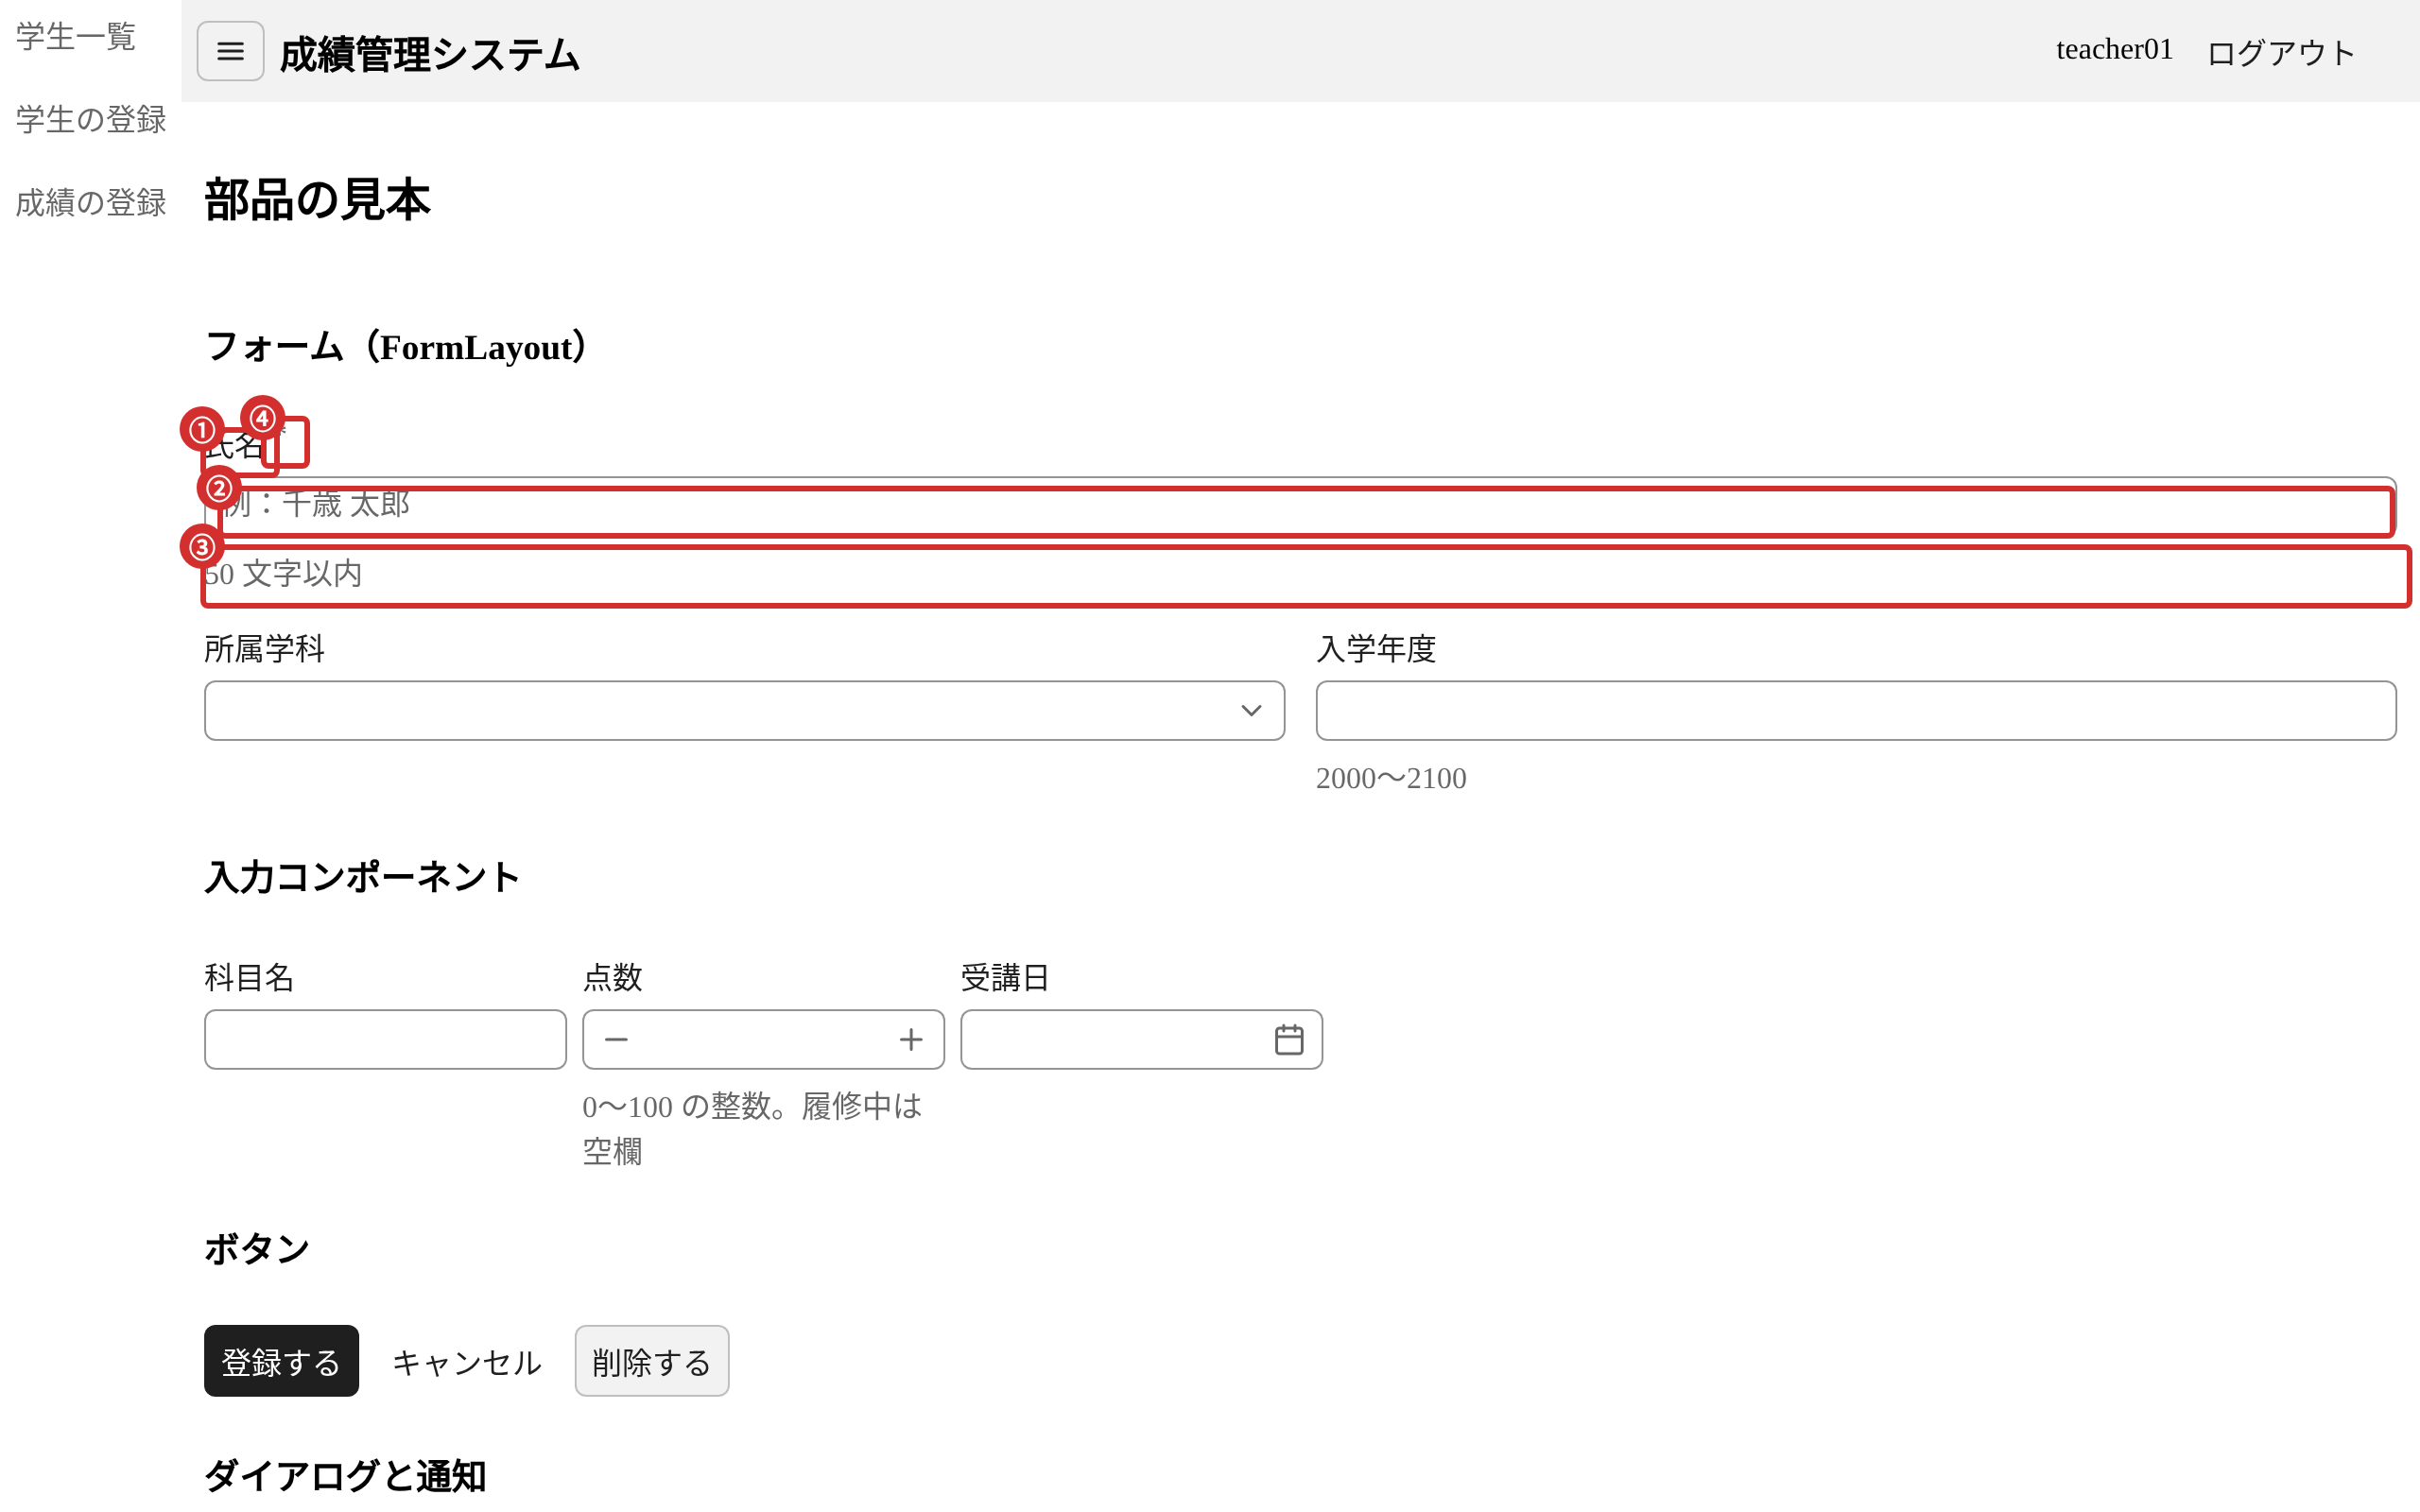 学生一覧
学生の登録
成績の登録
成績管理システム
teacher01
ログアウト
部品の見本
フォーム（FormLayout）
① ④
氏名
② 例：千歳 太郎
③
50 文字以内
所属学科
入学年度
2000〜2100
入力コンポーネント
科目名
点数
受講日
0〜100 の整数。履修中は
空欄
ボタン
登録する
キャンセル
削除する
ダイアログと通知